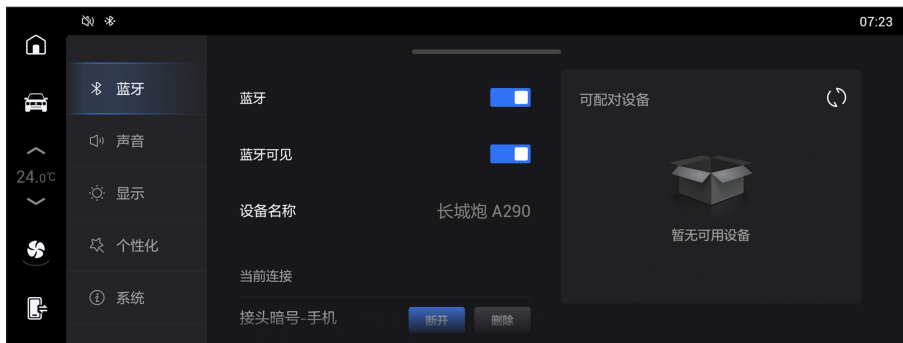 07:23
24.0℃
蓝牙
声音
显示
个性化
系统
蓝牙
蓝牙可见
设备名称 长城炮 A290
当前连接
接头暗号-手机 断开 删除
可配对设备
暂无可用设备